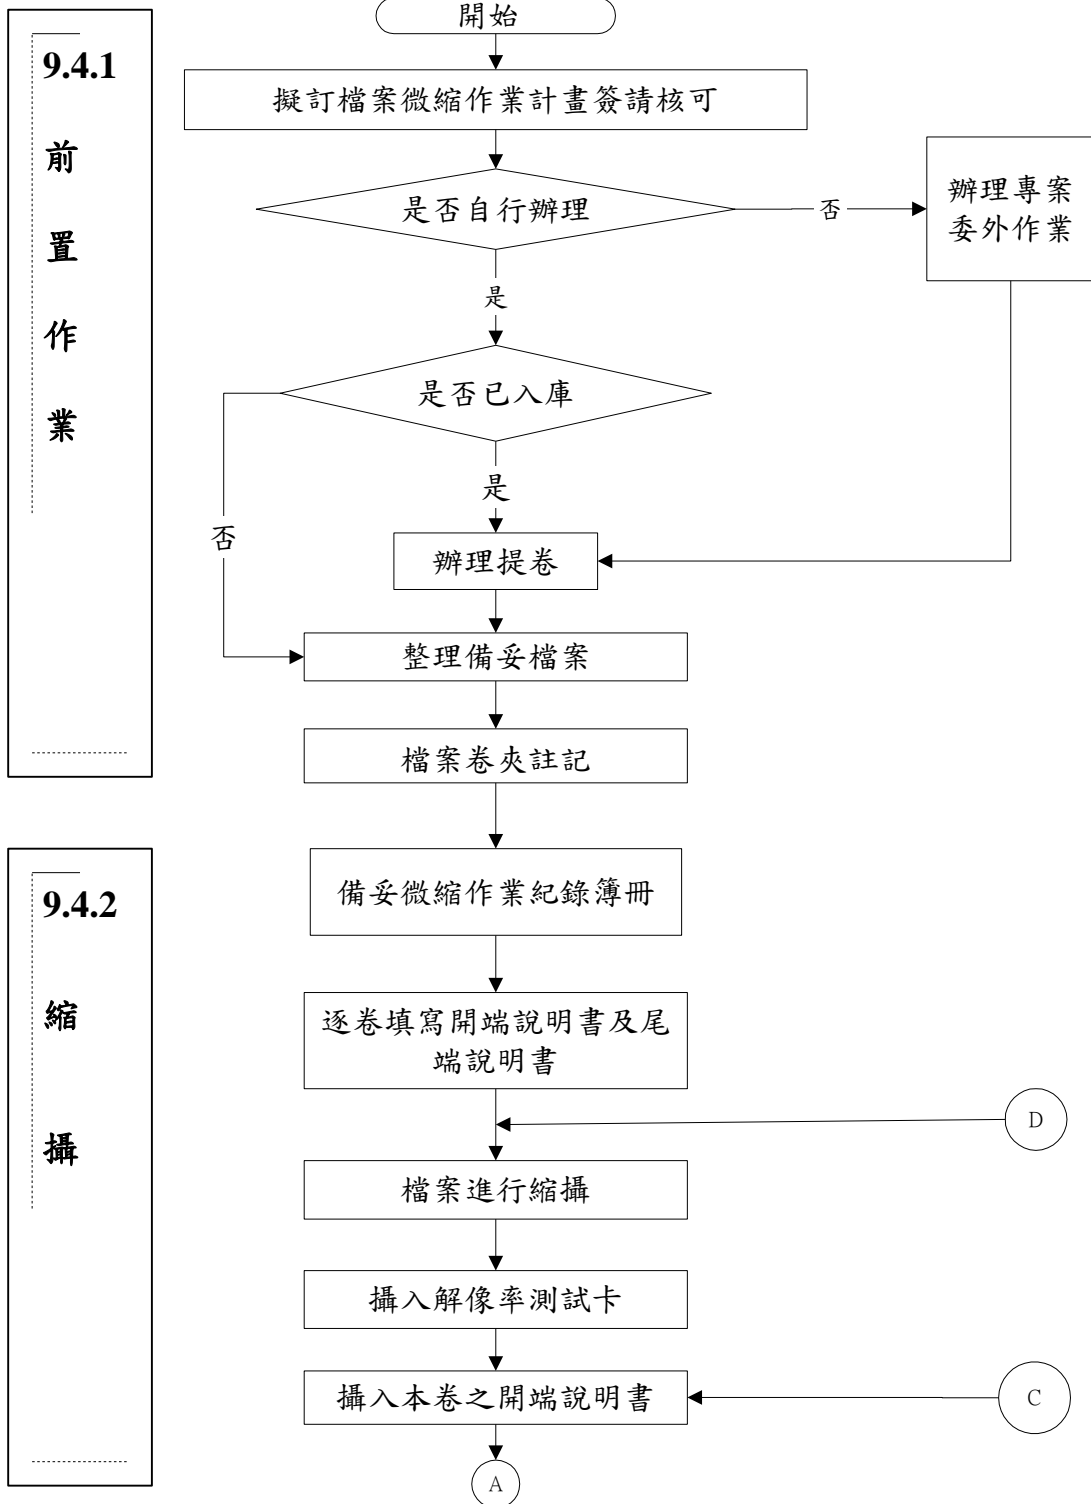 開始
9.4.1
前
置
作
業
擬訂檔案微縮作業計畫簽請核可
是否自行辦理
否
辦理專案
委外作業
是
是否已入庫
是
否
辦理提卷
整理備妥檔案
檔案卷夾註記
9.4.2
縮
攝
備妥微縮作業紀錄簿冊
逐卷填寫開端說明書及尾
端說明書
D
檔案進行縮攝
攝入解像率測試卡
攝入本卷之開端說明書
C
A